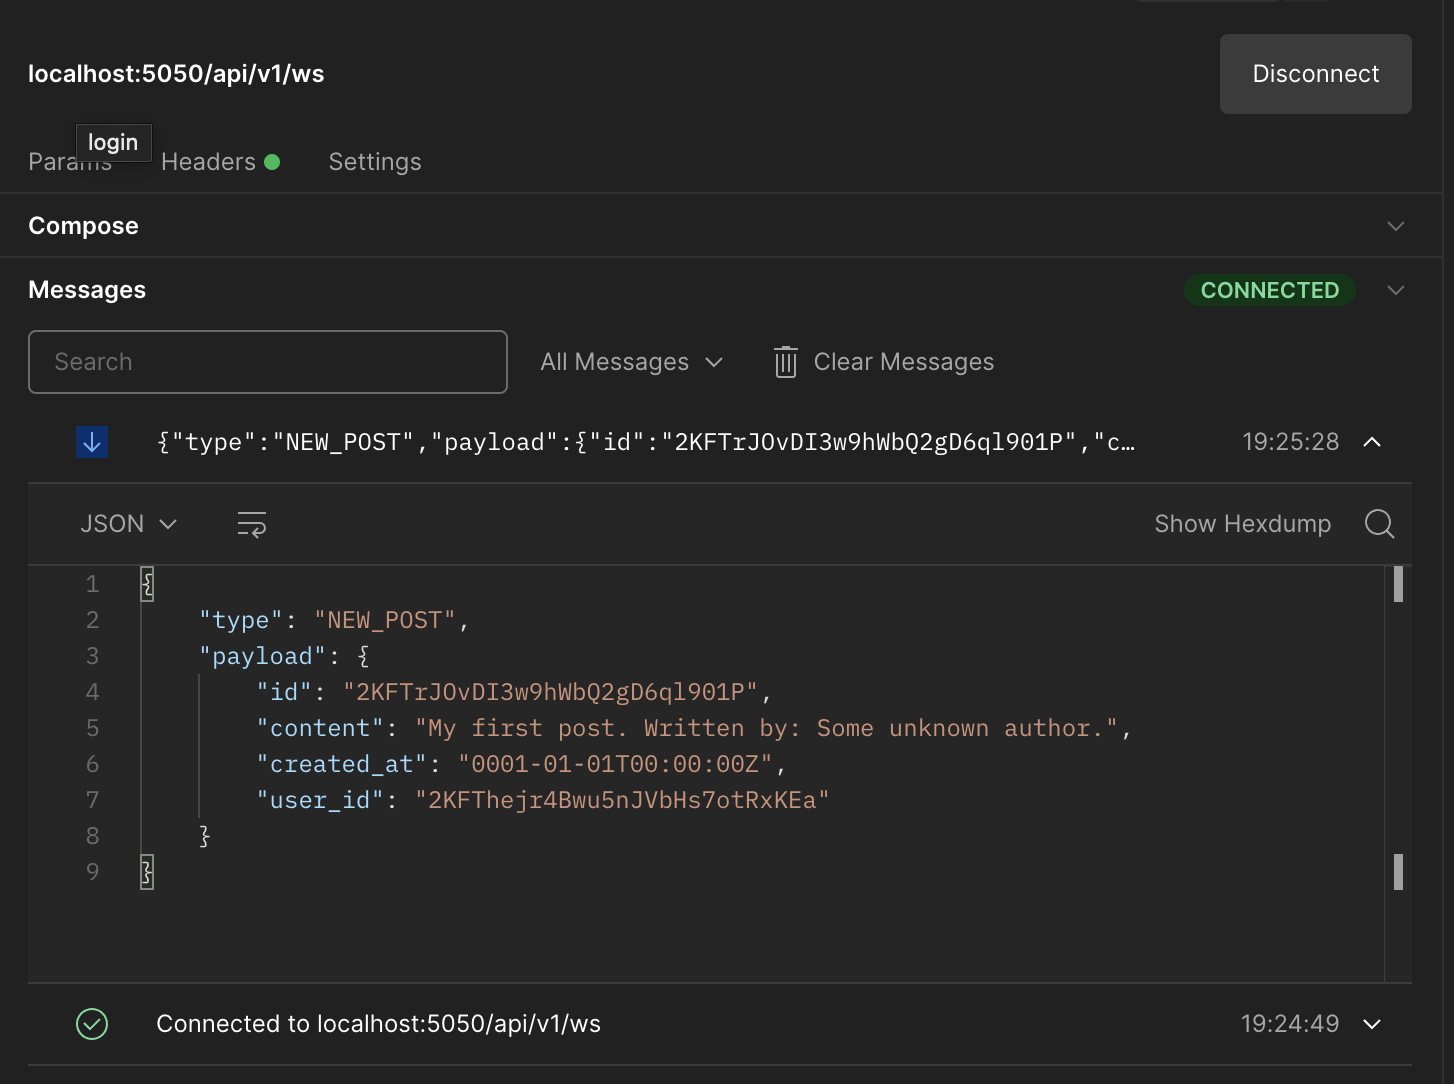 localhost:5050/api/v1/ws
Disconnect
login
Params Headers Settings
Compose
Messages
CONNECTED
Search
All Messages
Clear Messages
{"type":"NEW_POST","payload":{"id":"2KFTrJOvDI3w9hWbQ2gD6ql901P","c…
19:25:28
JSON
Show Hexdump
1 {
2 "type": "NEW_POST",
3 "payload": {
4 "id": "2KFTrJOvDI3w9hWbQ2gD6ql901P",
5 "content": "My first post. Written by: Some unknown author.",
6 "created_at": "0001-01-01T00:00:00Z",
7 "user_id": "2KFThejr4Bwu5nJVbHs7otRxKEa"
8 }
9 }
Connected to localhost:5050/api/v1/ws
19:24:49